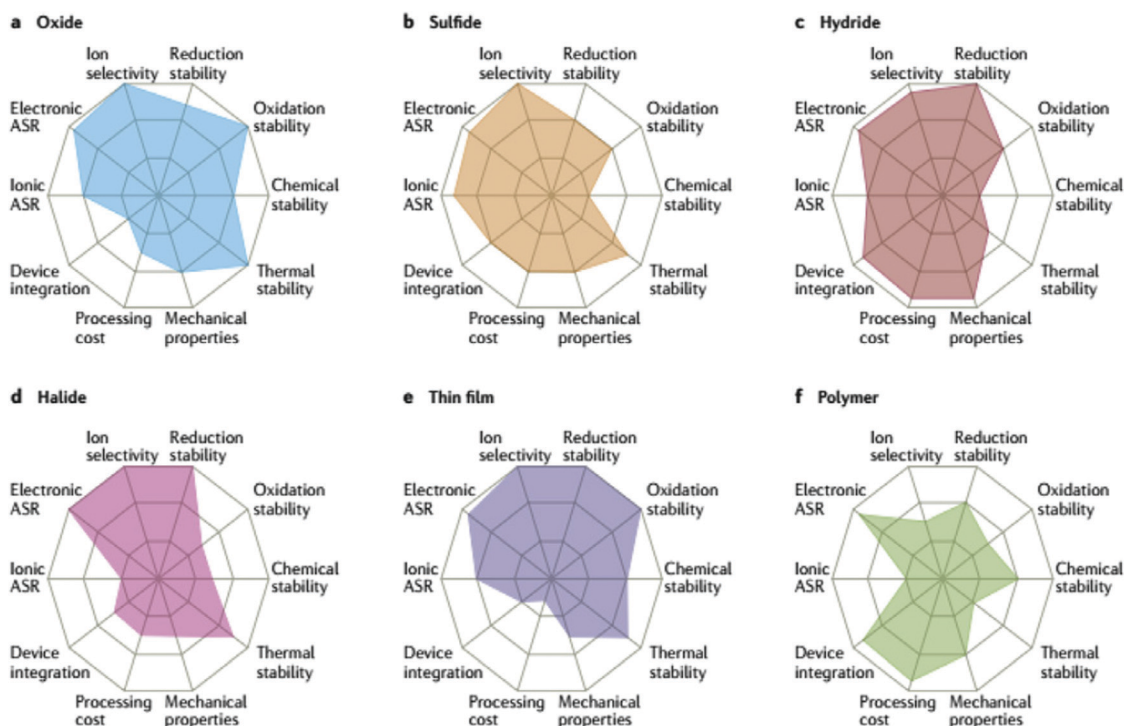 a Oxide
Ion
selectivity
Reduction
stability
Electronic
ASR
Oxidation
stability
Ionic
ASR
Chemical
stability
Device
integration
Thermal
stability
Processing
cost
Mechanical
properties
b Sulfide
Ion
selectivity
Reduction
stability
Electronic
ASR
Oxidation
stability
Ionic
ASR
Chemical
stability
Device
integration
Thermal
stability
Processing
cost
Mechanical
properties
c Hydride
Ion
selectivity
Reduction
stability
Electronic
ASR
Oxidation
stability
Ionic
ASR
Chemical
stability
Device
integration
Thermal
stability
Processing
cost
Mechanical
properties
d Halide
Ion
selectivity
Reduction
stability
Electronic
ASR
Oxidation
stability
Ionic
ASR
Chemical
stability
Device
integration
Thermal
stability
Processing
cost
Mechanical
properties
e Thin film
Ion
selectivity
Reduction
stability
Electronic
ASR
Oxidation
stability
Ionic
ASR
Chemical
stability
Device
integration
Thermal
stability
Processing
cost
Mechanical
properties
f Polymer
Ion
selectivity
Reduction
stability
Electronic
ASR
Oxidation
stability
Ionic
ASR
Chemical
stability
Device
integration
Thermal
stability
Processing
cost
Mechanical
properties